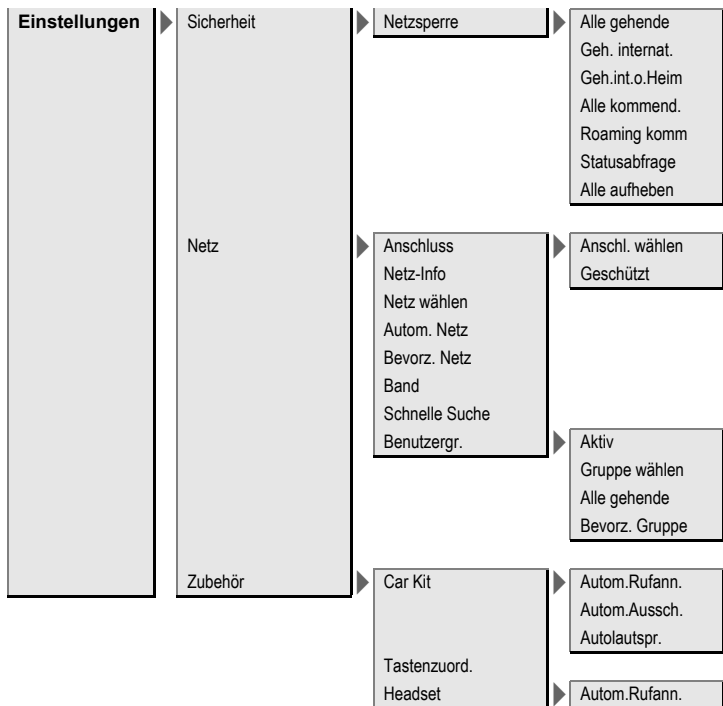 Einstellungen Sicherheit Netzsperre Alle gehende
Geh. internat.
Geh.int.o.Heim
Alle kommend.
Roaming komm
Statusabfrage
Alle aufheben
Netz Anschluss Anschl. wählen
Netz-Info Geschützt
Netz wählen
Autom. Netz
Bevorz. Netz
Band
Schnelle Suche
Benutzergr. Aktiv
Gruppe wählen
Alle gehende
Bevorz. Gruppe
Zubehör Car Kit Autom.Rufann.
Autom.Aussch.
Autolautspr.
Tastenzuord.
Headset Autom.Rufann.